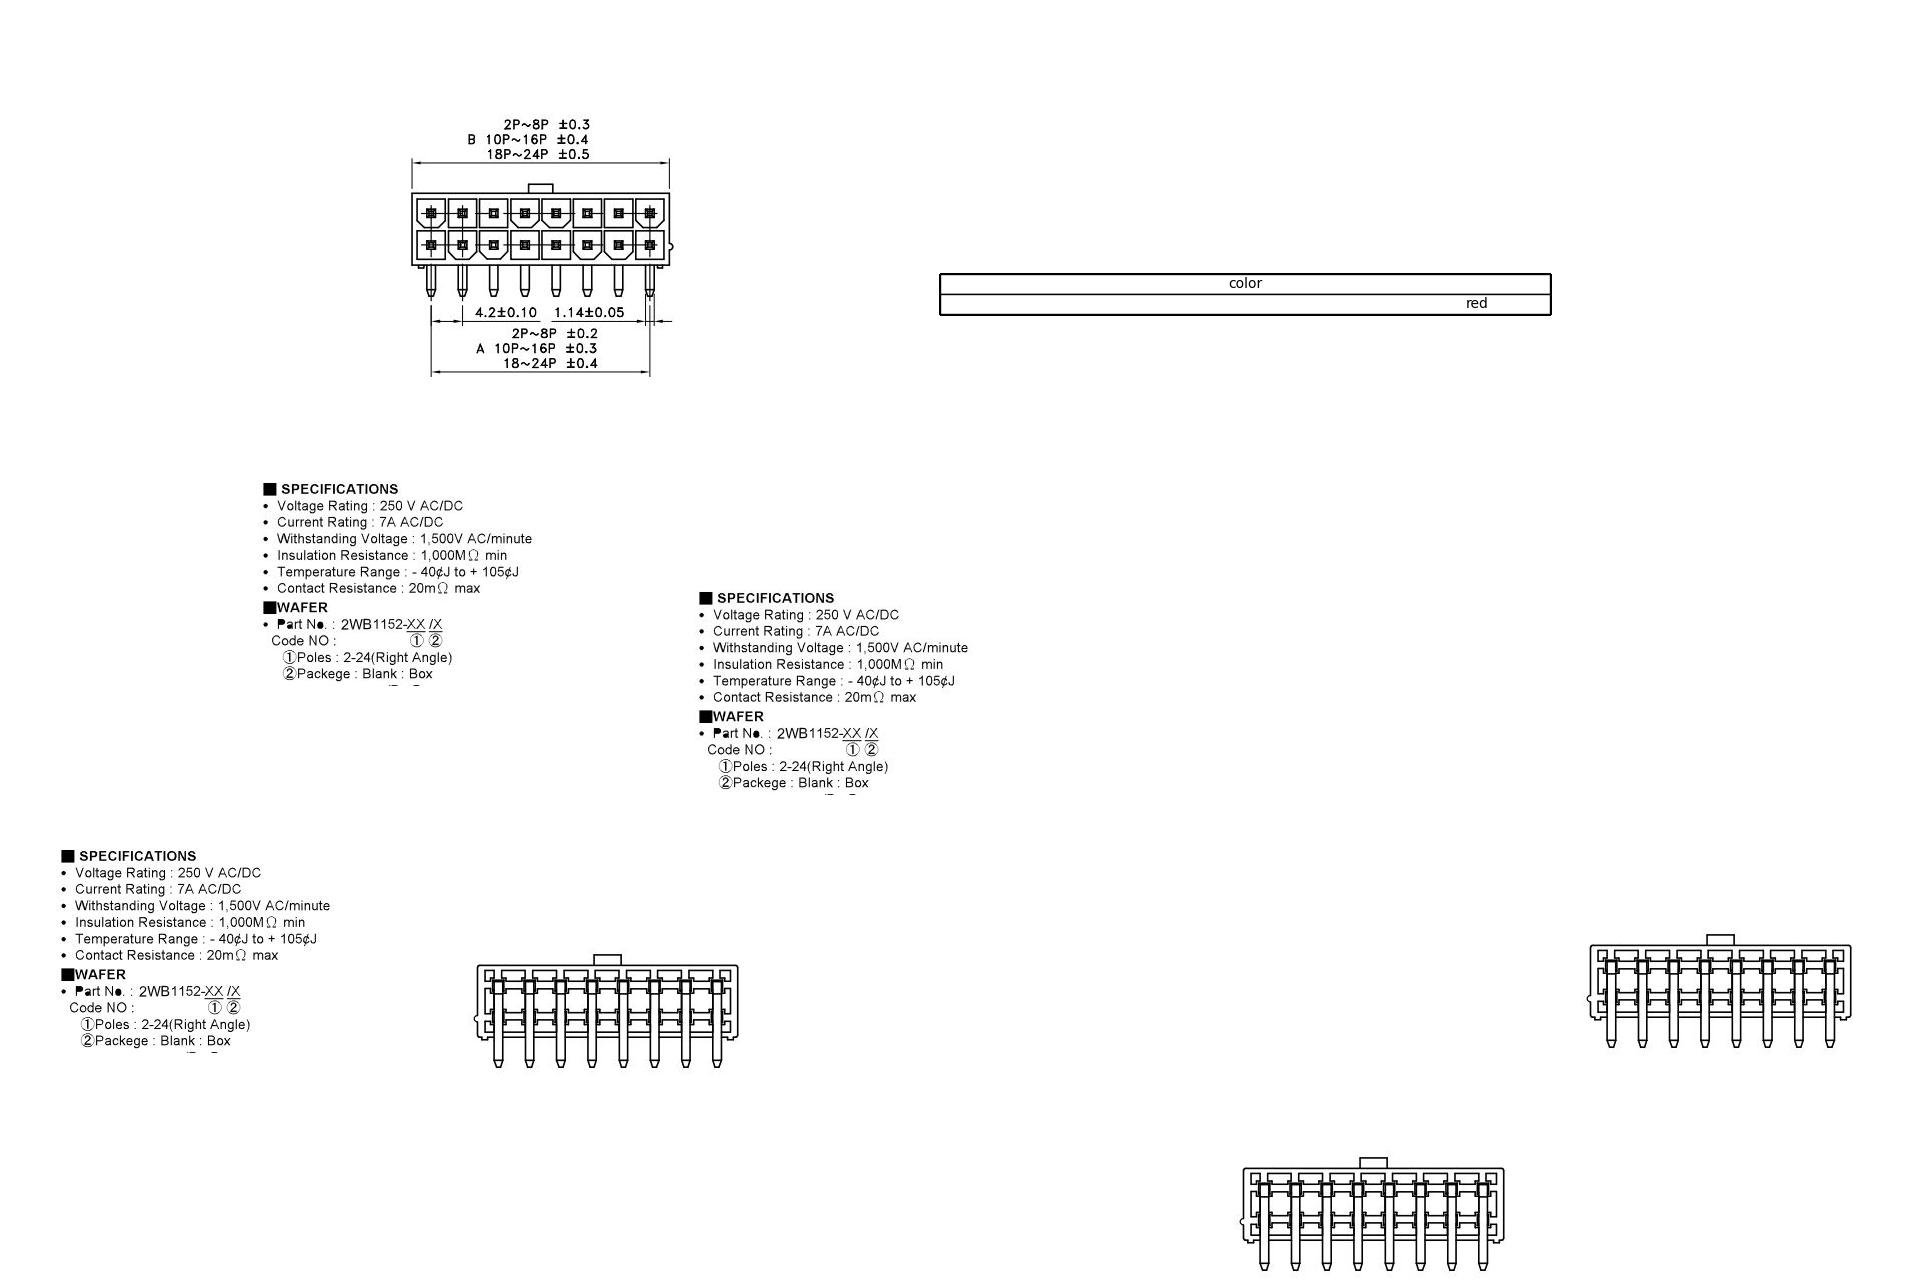 2P~8P ±0.3
B 10P~16P ±0.4
18P~24P ±0.5
4.2±0.10 1.14±0.05
2P~8P ±0.2
A 10P~16P ±0.3
18~24P ±0.4
color
red
■ SPECIFICATIONS
• Voltage Rating : 250 V AC/DC
• Current Rating : 7A AC/DC
• Withstanding Voltage : 1,500V AC/minute
• Insulation Resistance : 1,000MΩ min
• Temperature Range : - 40¢J to + 105¢J
• Contact Resistance : 20mΩ max
■WAFER
• Part No. : 2WB1152-XX /X
Code NO : ① ②
①Poles : 2-24(Right Angle)
②Packege : Blank : Box
■ SPECIFICATIONS
• Voltage Rating : 250 V AC/DC
• Current Rating : 7A AC/DC
• Withstanding Voltage : 1,500V AC/minute
• Insulation Resistance : 1,000MΩ min
• Temperature Range : - 40¢J to + 105¢J
• Contact Resistance : 20mΩ max
■WAFER
• Part No. : 2WB1152-XX /X
Code NO : ① ②
①Poles : 2-24(Right Angle)
②Packege : Blank : Box
■ SPECIFICATIONS
• Voltage Rating : 250 V AC/DC
• Current Rating : 7A AC/DC
• Withstanding Voltage : 1,500V AC/minute
• Insulation Resistance : 1,000MΩ min
• Temperature Range : - 40¢J to + 105¢J
• Contact Resistance : 20mΩ max
■WAFER
• Part No. : 2WB1152-XX /X
Code NO : ① ②
①Poles : 2-24(Right Angle)
②Packege : Blank : Box